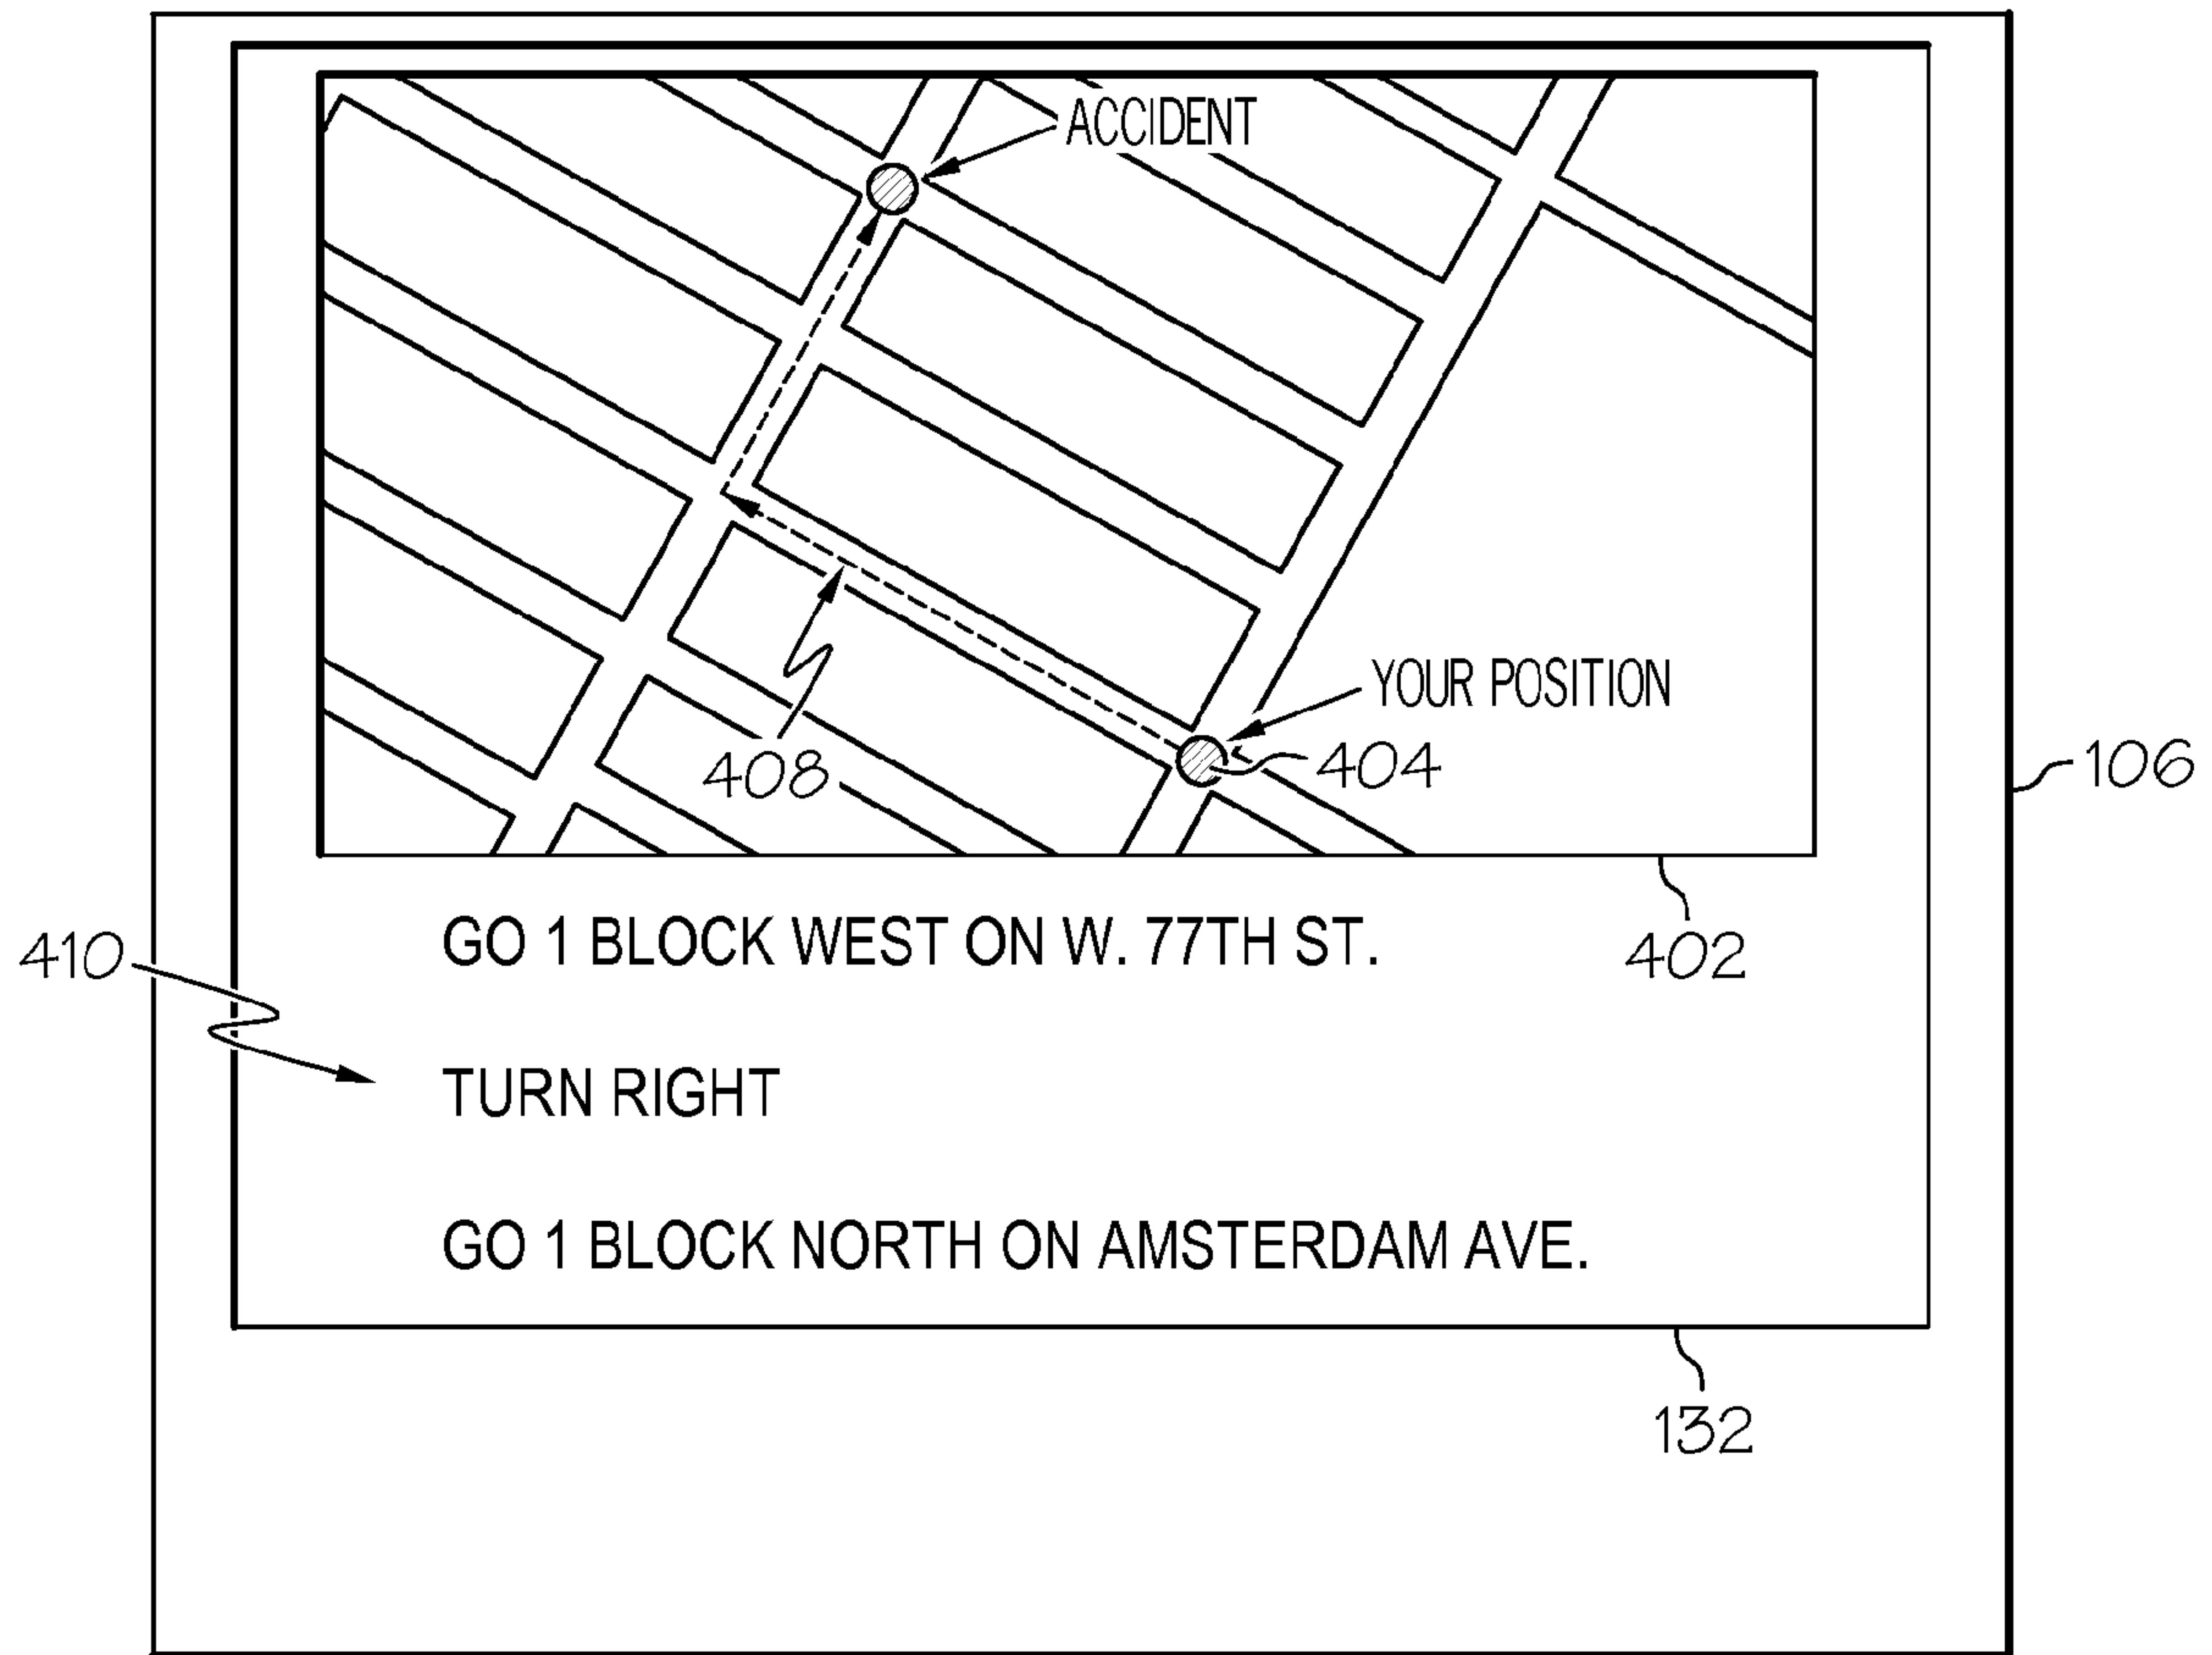 ACCIDENT
YOUR POSITION
408
404
106
GO 1 BLOCK WEST ON W. 77TH ST.
402
410
TURN RIGHT
GO 1 BLOCK NORTH ON AMSTERDAM AVE.
132